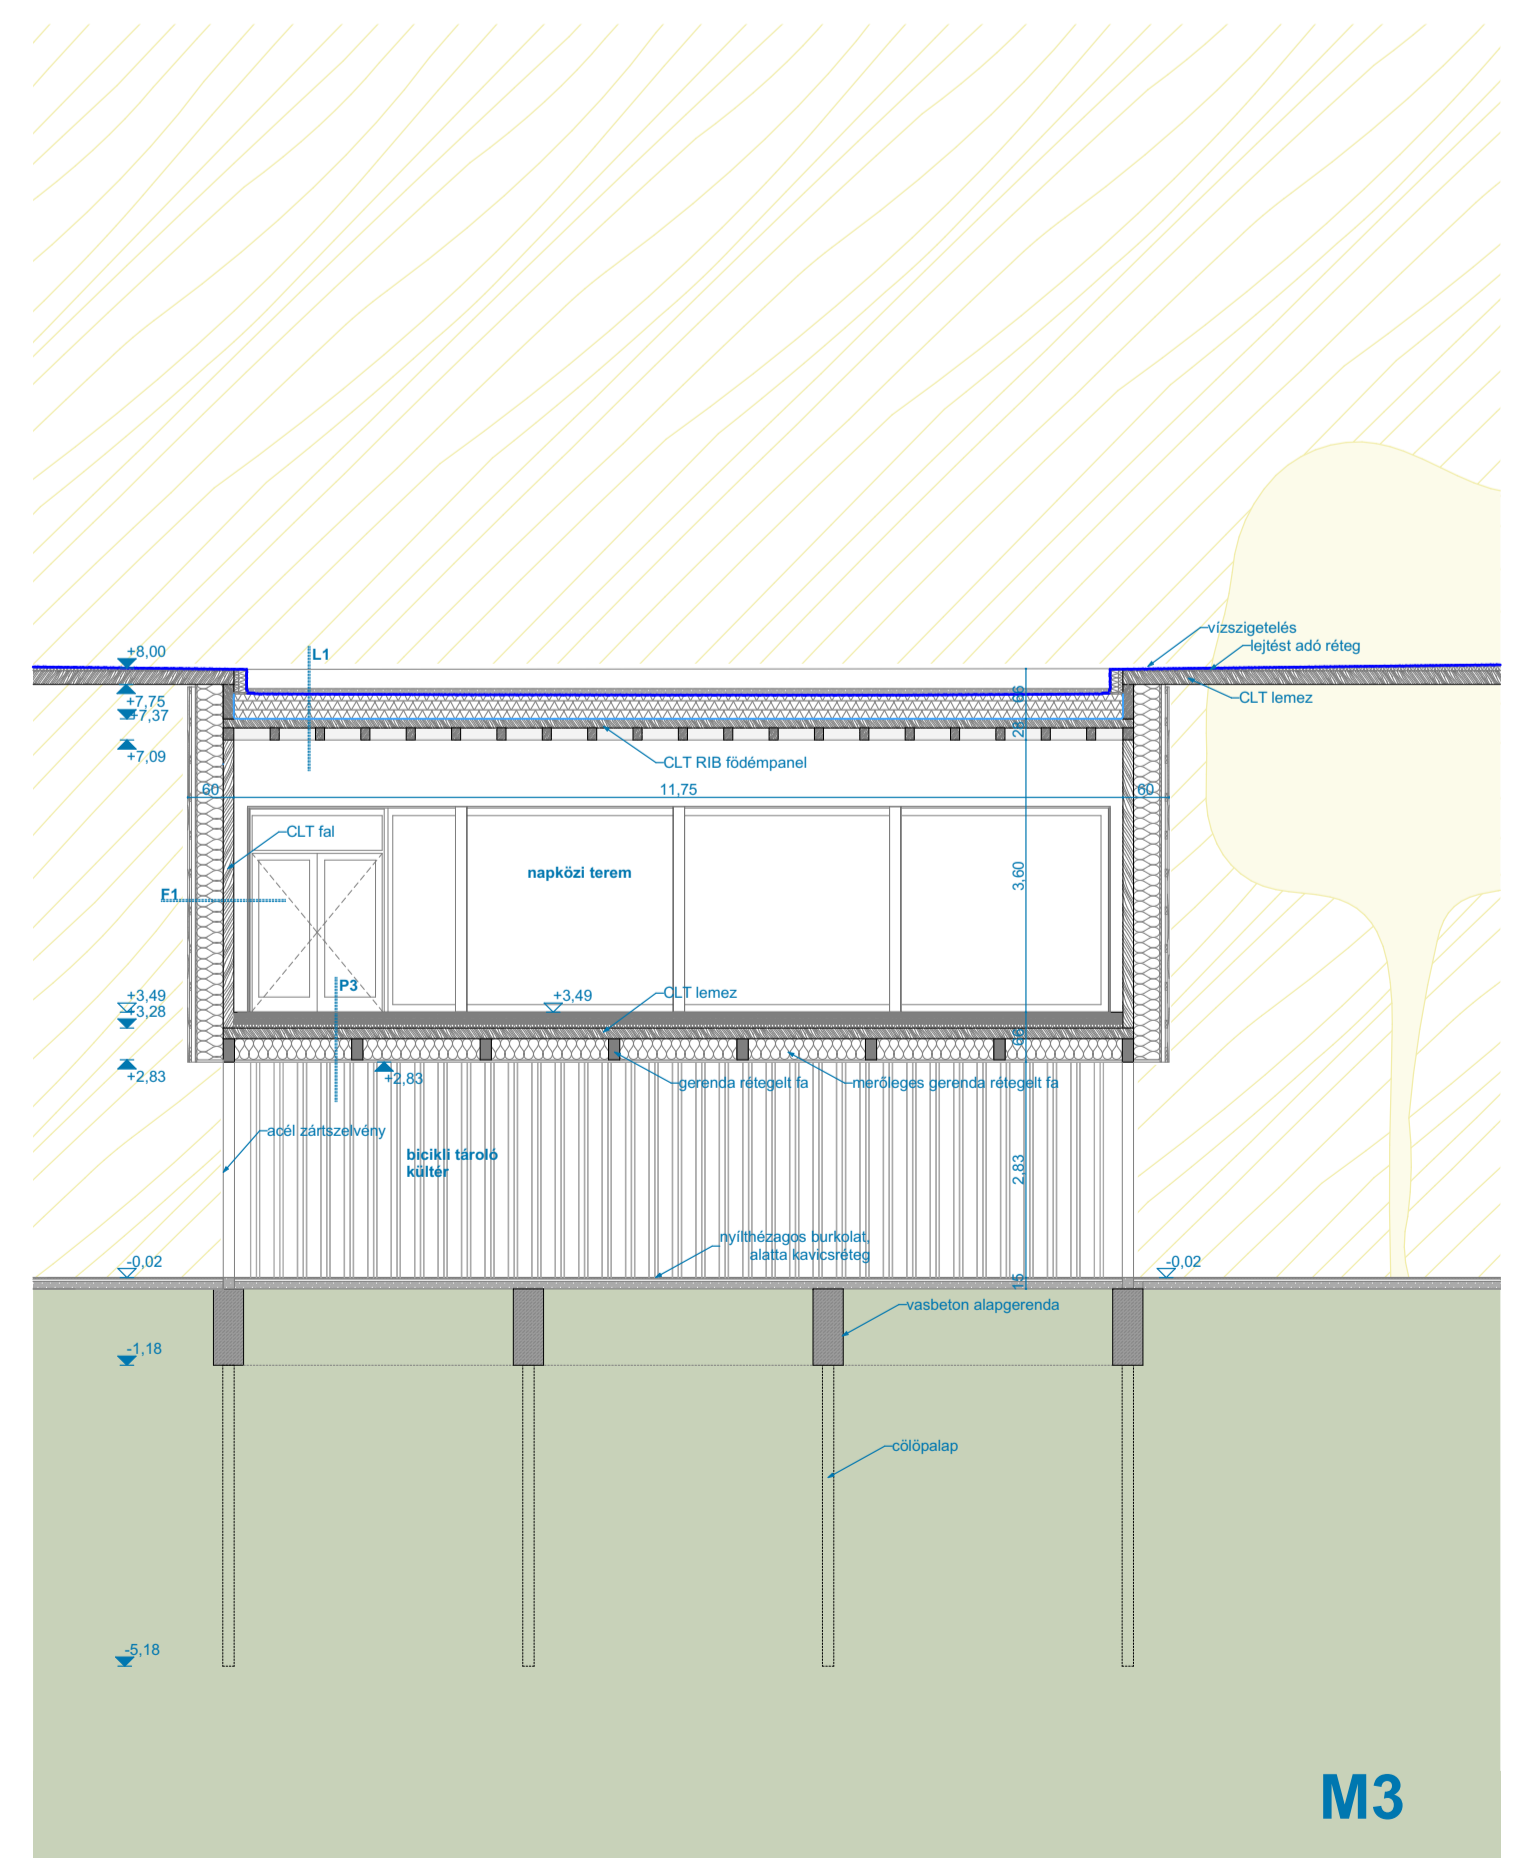 vízszigetelés
lejtést adó réteg
+8,00
L1
CLT lemez
+7,75
+7,37
66
28
+7,09
CLT RIB födémpanel
60
11,75
60
CLT fal
napközi terem
3,60
F1
P3
+3,49
+3,49
CLT lemez
+3,28
66
+2,83
+2,83
gerenda rétegelt fa
merőleges gerenda rétegelt fa
acél zártszelvény
bicikli tároló
kültér
2,83
nyílthézagos burkolat,
alatta kavicsréteg
-0,02
-0,02
15
vasbeton alapgerenda
-1,18
cölöpalap
-5,18
M3